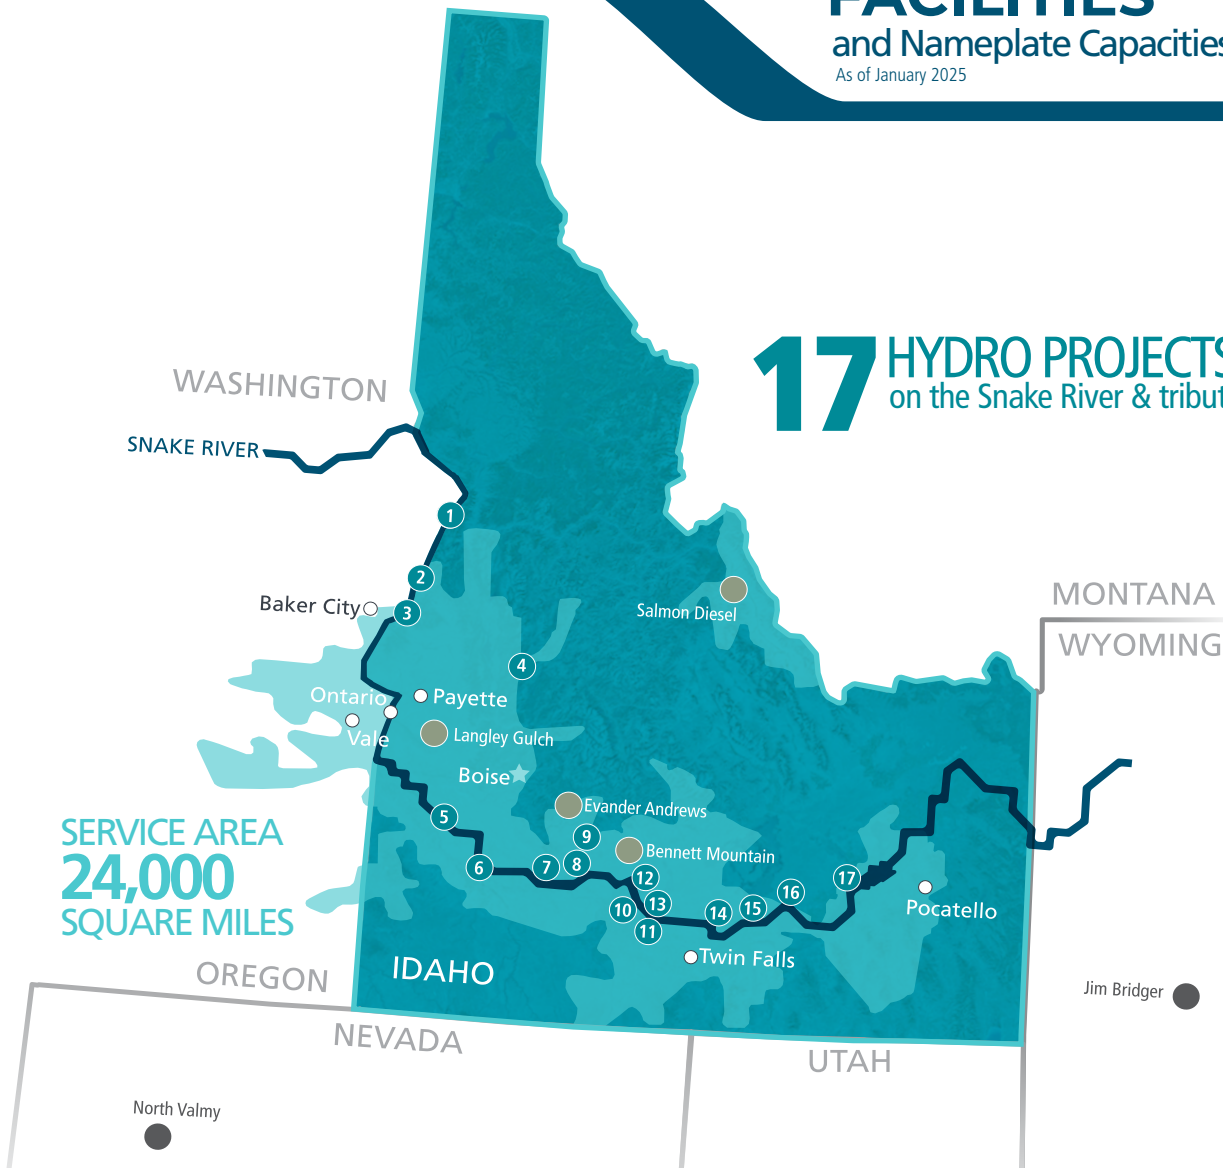 FACILITIES
and Nameplate Capacities
As of January 2025
17 HYDRO PROJECTS
on the Snake River & tribut
WASHINGTON
SNAKE RIVER
1
2
Baker City
3
Salmon Diesel
MONTANA
WYOMING
4
Ontario
Payette
Vale
Langley Gulch
Boise
Evander Andrews
5
9
Bennett Mountain
SERVICE AREA
24,000
SQUARE MILES
6
7
8
12
10
13
11
14
15
16
17
Pocatello
Twin Falls
OREGON
IDAHO
Jim Bridger
NEVADA
UTAH
North Valmy